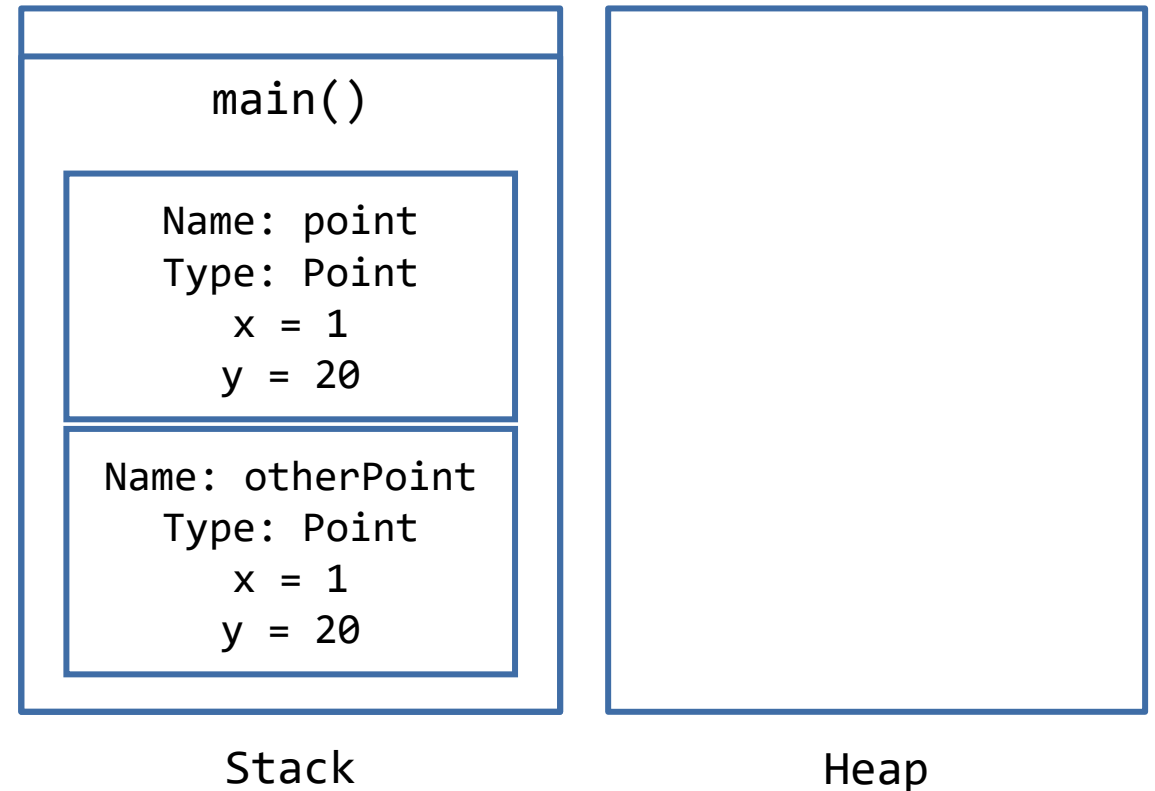 main()
Name: point
Type: Point
x = 1
y = 20
Name: otherPoint
Type: Point
x = 1
y = 20
Stack
Heap